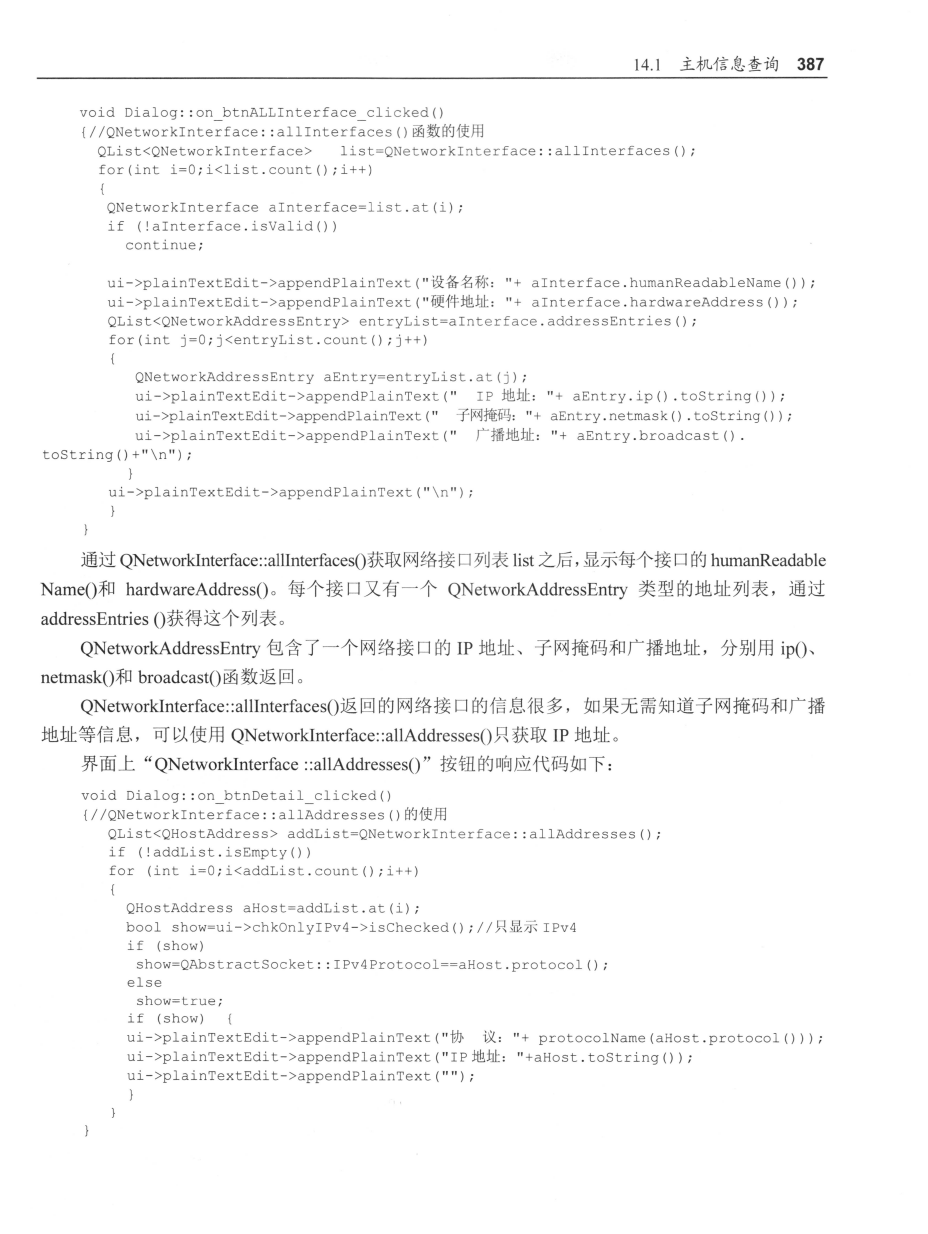 14.1 主机信息查询 387
void Dialog::on_btnALLInterface_clicked()
{//QNetworkInterface::allInterfaces()函数的使用
QList<QNetworkInterface> list=QNetworkInterface::allInterfaces();
for(int i=0;i<list.count();i++)
{
QNetworkInterface aInterface=list.at(i);
if (!aInterface.isValid())
continue;
ui->plainTextEdit->appendPlainText("设备名称："+ aInterface.humanReadableName());
ui->plainTextEdit->appendPlainText("硬件地址："+ aInterface.hardwareAddress());
QList<QNetworkAddressEntry> entryList=aInterface.addressEntries();
for(int j=0;j<entryList.count();j++)
{
QNetworkAddressEntry aEntry=entryList.at(j);
ui->plainTextEdit->appendPlainText(" IP 地址："+ aEntry.ip().toString());
ui->plainTextEdit->appendPlainText(" 子网掩码："+ aEntry.netmask().toString());
ui->plainTextEdit->appendPlainText(" 广播地址："+ aEntry.broadcast().
toString()+"\n");
}
ui->plainTextEdit->appendPlainText("\n");
}
}
通过 QNetworkInterface::allInterfaces()获取网络接口列表 list 之后，显示每个接口的 humanReadable
Name()和 hardwareAddress()。每个接口又有一个 QNetworkAddressEntry 类型的地址列表，通过
addressEntries ()获得这个列表。
QNetworkAddressEntry 包含了一个网络接口的 IP 地址、子网掩码和广播地址，分别用 ip()、
netmask()和 broadcast()函数返回。
QNetworkInterface::allInterfaces()返回的网络接口的信息很多，如果无需知道子网掩码和广播
地址等信息，可以使用 QNetworkInterface::allAddresses()只获取 IP 地址。
界面上“QNetworkInterface ::allAddresses()”按钮的响应代码如下：
void Dialog::on_btnDetail_clicked()
{//QNetworkInterface::allAddresses()的使用
QList<QHostAddress> addList=QNetworkInterface::allAddresses();
if (!addList.isEmpty())
for (int i=0;i<addList.count();i++)
{
QHostAddress aHost=addList.at(i);
bool show=ui->chkOnlyIPv4->isChecked();//只显示 IPv4
if (show)
show=QAbstractSocket::IPv4Protocol==aHost.protocol();
else
show=true;
if (show) {
ui->plainTextEdit->appendPlainText("协 议："+ protocolName(aHost.protocol()));
ui->plainTextEdit->appendPlainText("IP 地址："+aHost.toString());
ui->plainTextEdit->appendPlainText("");
}
}
}